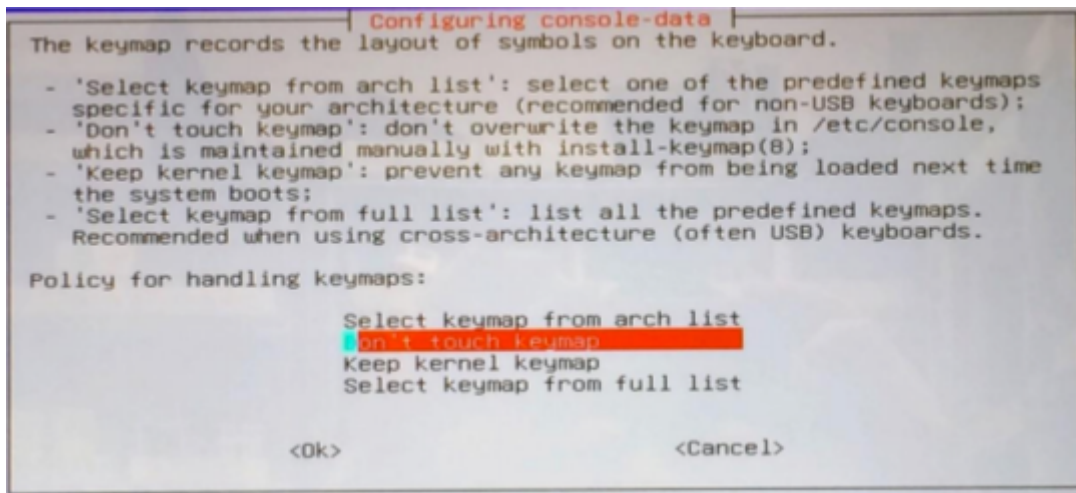 Configuring console-data
The keymap records the layout of symbols on the keyboard.
- 'Select keymap from arch list': select one of the predefined keymaps
specific for your architecture (recommended for non-USB keyboards);
- 'Don't touch keymap': don't overwrite the keymap in /etc/console,
which is maintained manually with install-keymap(8);
- 'Keep kernel keymap': prevent any keymap from being loaded next time
the system boots;
- 'Select keymap from full list': list all the predefined keymaps.
Recommended when using cross-architecture (often USB) keyboards.
Policy for handling keymaps:
Select keymap from arch list
Don't touch keymap
Keep kernel keymap
Select keymap from full list
<Ok> <Cancel>